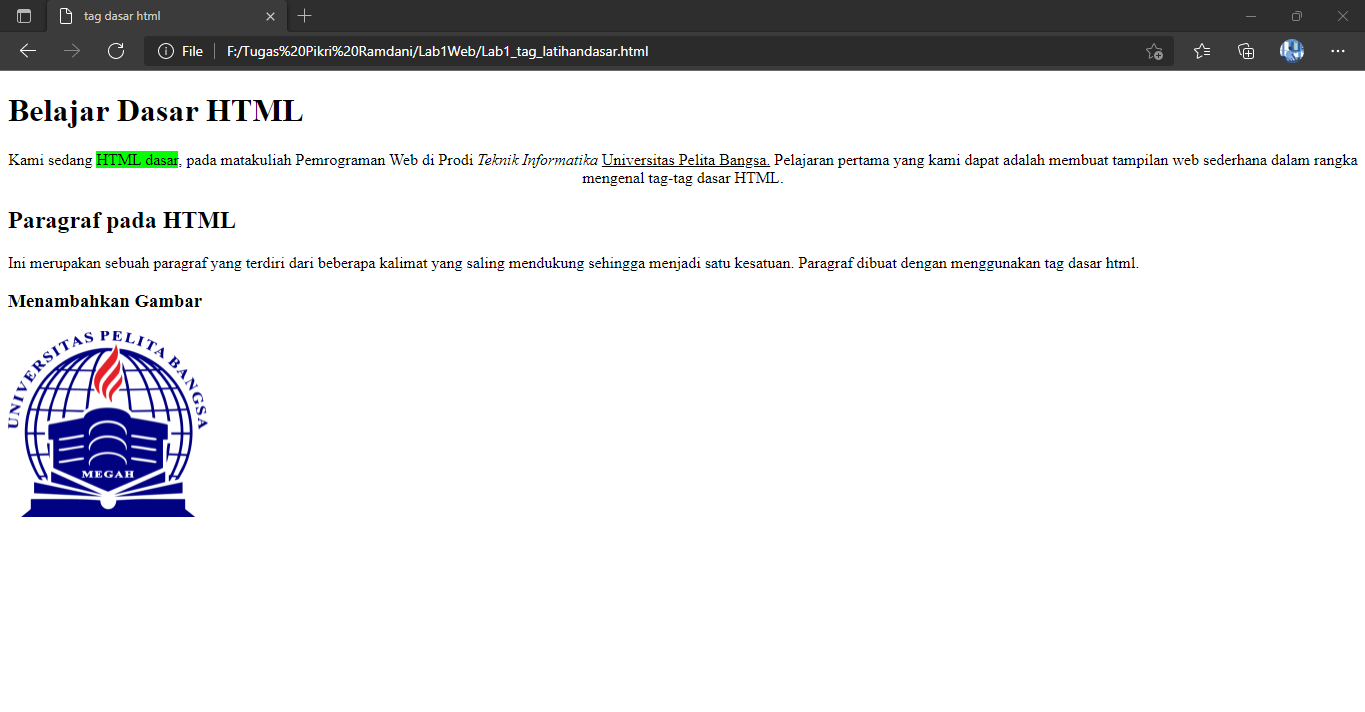 tag dasar html
File
F:/Tugas%20Pikri%20Ramdani/Lab1Web/Lab1_tag_latihandasar.html
Belajar Dasar HTML
Kami sedang HTML dasar, pada matakuliah Pemrograman Web di Prodi Teknik Informatika Universitas Pelita Bangsa. Pelajaran pertama yang kami dapat adalah membuat tampilan web sederhana dalam rangka
mengenal tag-tag dasar HTML.
Paragraf pada HTML
Ini merupakan sebuah paragraf yang terdiri dari beberapa kalimat yang saling mendukung sehingga menjadi satu kesatuan. Paragraf dibuat dengan menggunakan tag dasar html.
Menambahkan Gambar
UNIVERSITAS PELITA BANGSA
MEGAH